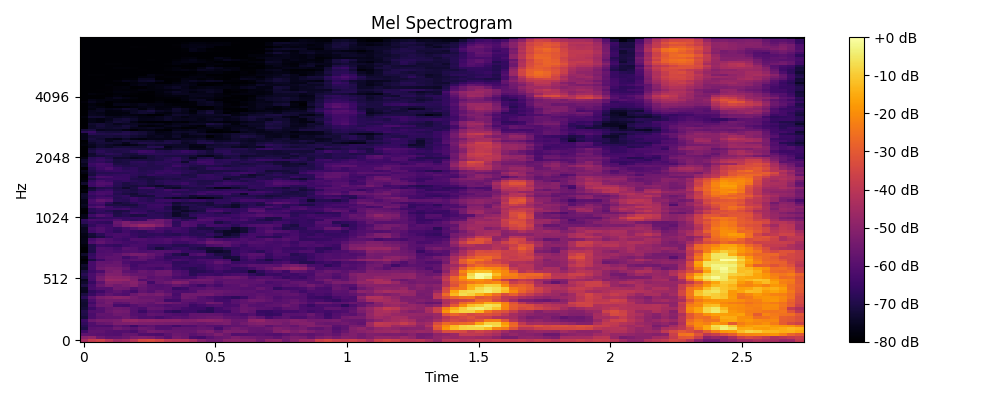 Mel Spectrogram
+0 dB
-10 dB
-20 dB
-30 dB
-40 dB
-50 dB
-60 dB
-70 dB
-80 dB
Hz
4096
2048
1024
512
0
0 0.5 1 1.5 2 2.5
Time